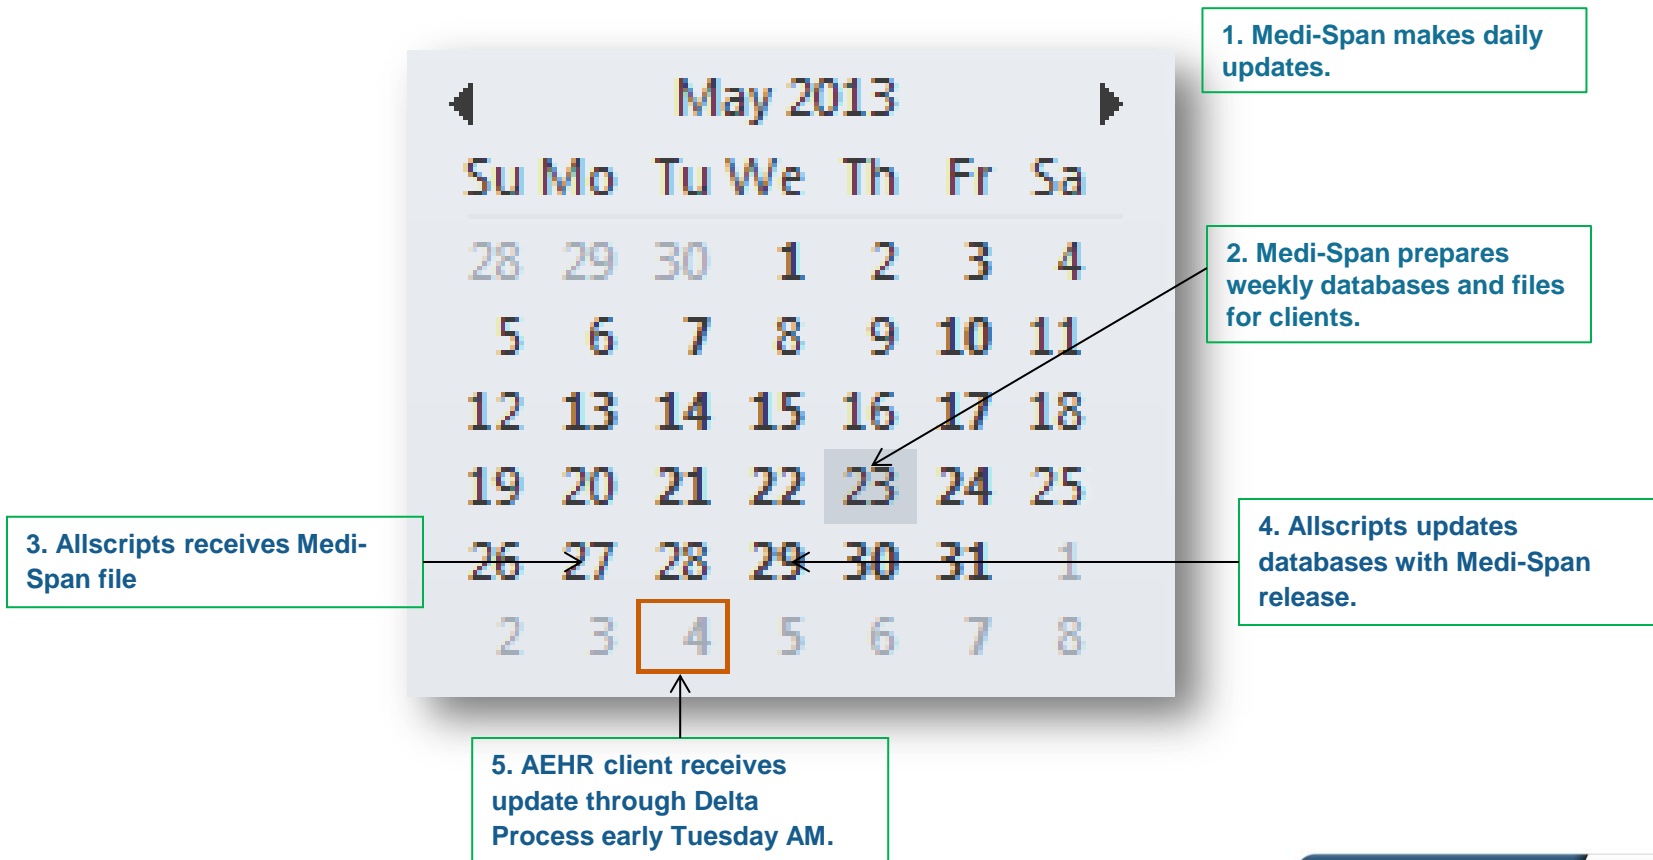 1. Medi-Span makes daily
updates.
May 2013
Su Mo Tu We Th Fr Sa
28 29 30 1 2 3 4
5 6 7 8 9 10 11
12 13 14 15 16 17 18
19 20 21 22 23 24 25
26 27 28 29 30 31 1
2 3 4 5 6 7 8
2. Medi-Span prepares
weekly databases and files
for clients.
3. Allscripts receives Medi-
Span file
4. Allscripts updates
databases with Medi-Span
release.
5. AEHR client receives
update through Delta
Process early Tuesday AM.